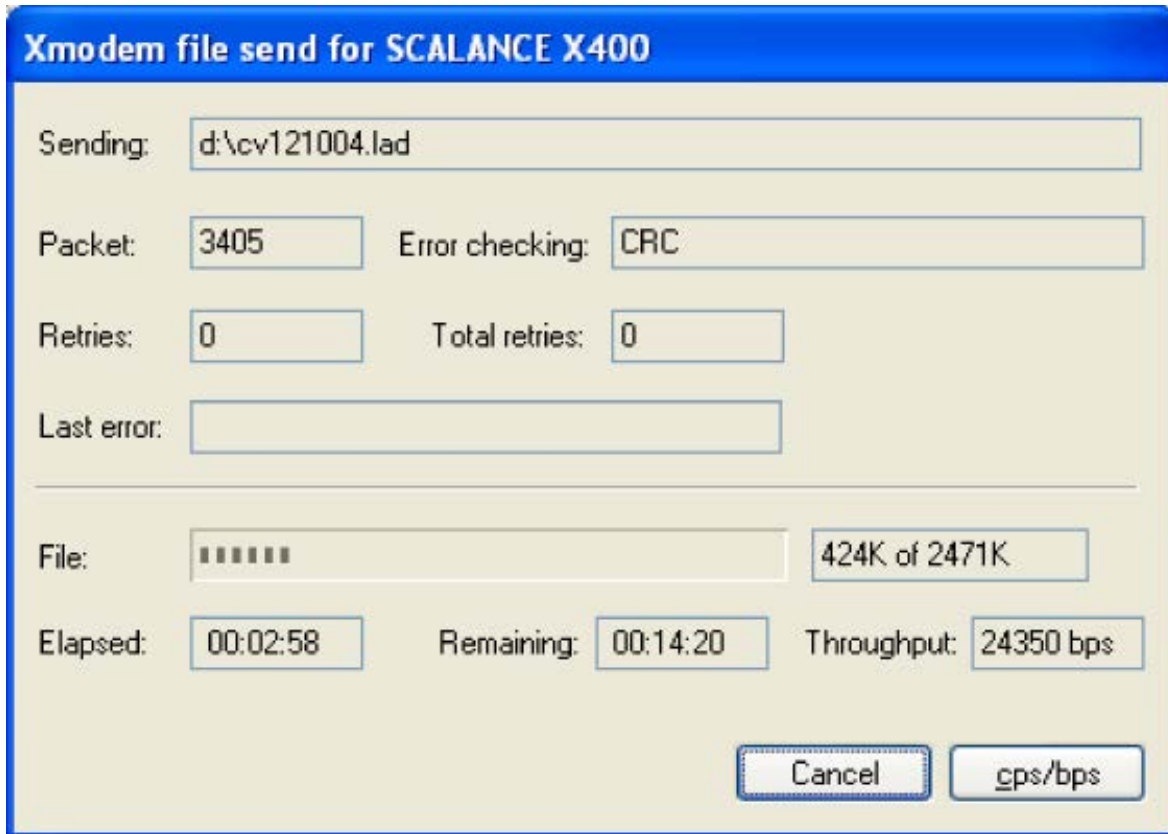 Xmodem file send for SCALANCE X400
Sending: d:\cv121004.lad
Packet: 3405 Error checking: CRC
Retries: 0 Total retries: 0
Last error:
File: 424K of 2471K
Elapsed: 00:02:58 Remaining: 00:14:20 Throughput: 24350 bps
Cancel cps/bps